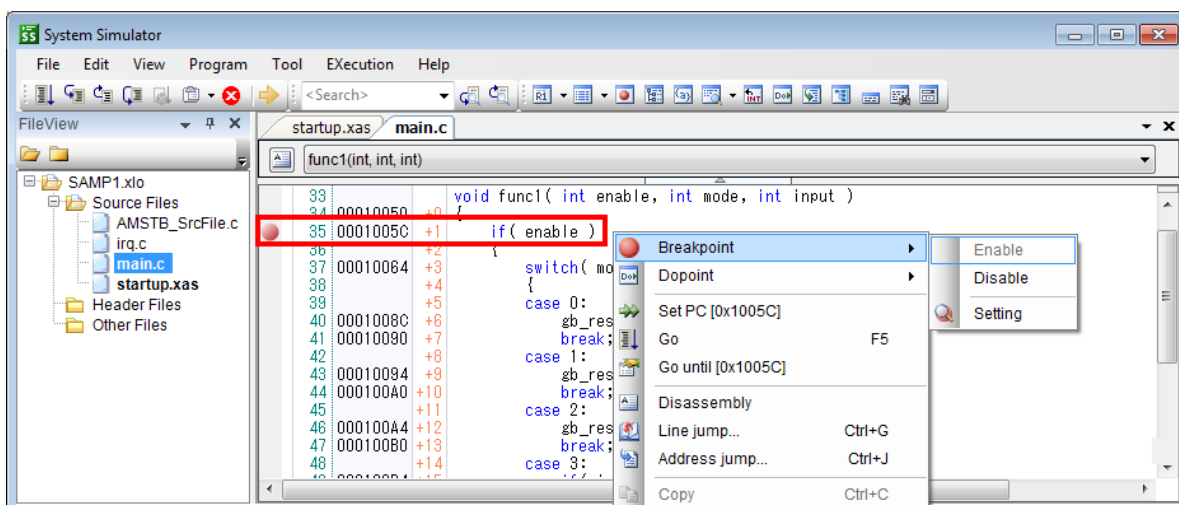 System Simulator
File Edit View Program Tool EXecution Help
<Search>
FileView
startup.xas main.c
func1(int, int, int)
SAMP1.xlo
Source Files
AMSTB_SrcFile.c
irq.c
main.c
startup.xas
Header Files
Other Files
33 void func1( int enable, int mode, int input )
34 00010050 +0 {
35 0001005C +1 if( enable )
36 +2 {
37 00010064 +3 switch( mo
38 +4 {
39 +5 case 0:
40 0001008C +6 gb_res
41 00010090 +7 break;
42 +8 case 1:
43 00010094 +9 gb_res
44 000100A0 +10 break;
45 +11 case 2:
46 000100A4 +12 gb_res
47 000100B0 +13 break;
48 +14 case 3:
Breakpoint
Dopoint
Set PC [0x1005C]
Go F5
Go until [0x1005C]
Disassembly
Line jump... Ctrl+G
Address jump... Ctrl+J
Copy Ctrl+C
Enable
Disable
Setting